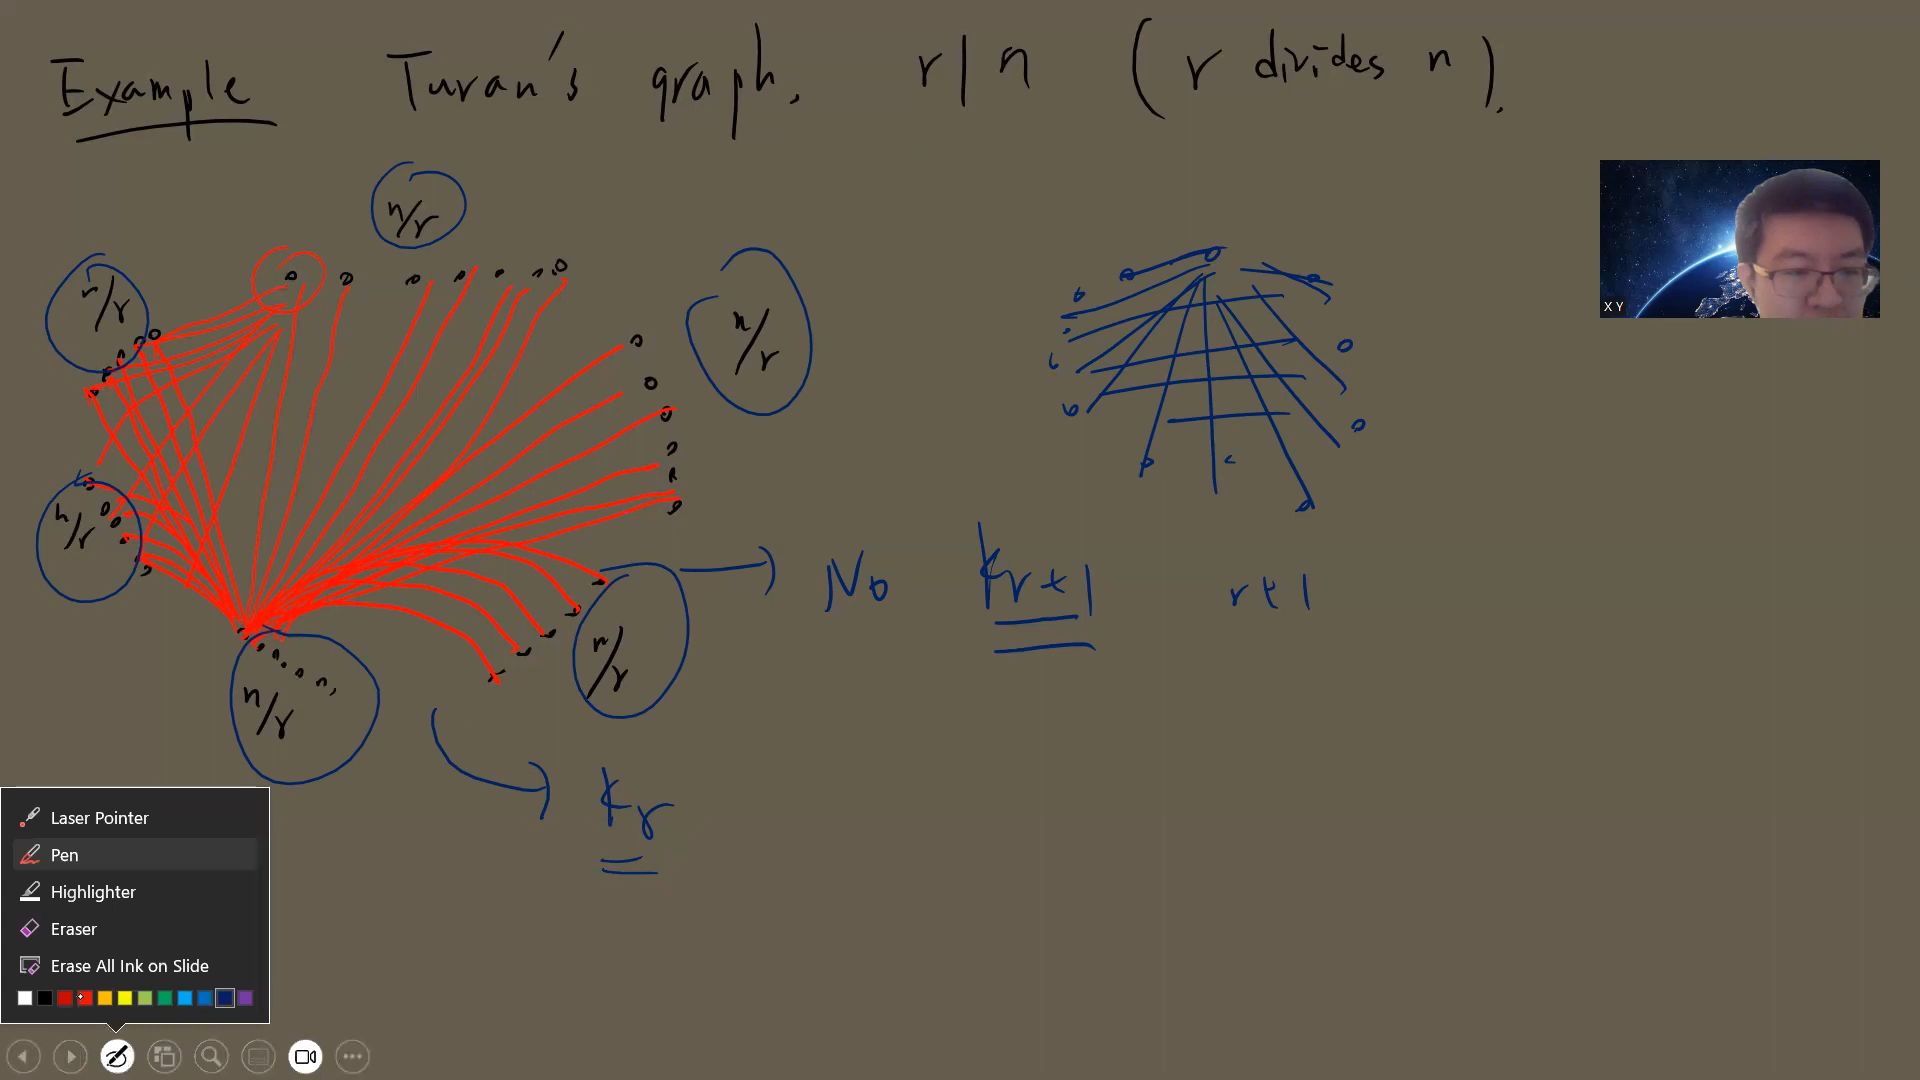 Example Turan's graph. r|n (r divides n).
n/r
n/r
n/r
n/r
n/r
n/r
X Y
→ No K_{r+1} r+1
→ K_r
Laser Pointer
Pen
Highlighter
Eraser
Erase All Ink on Slide